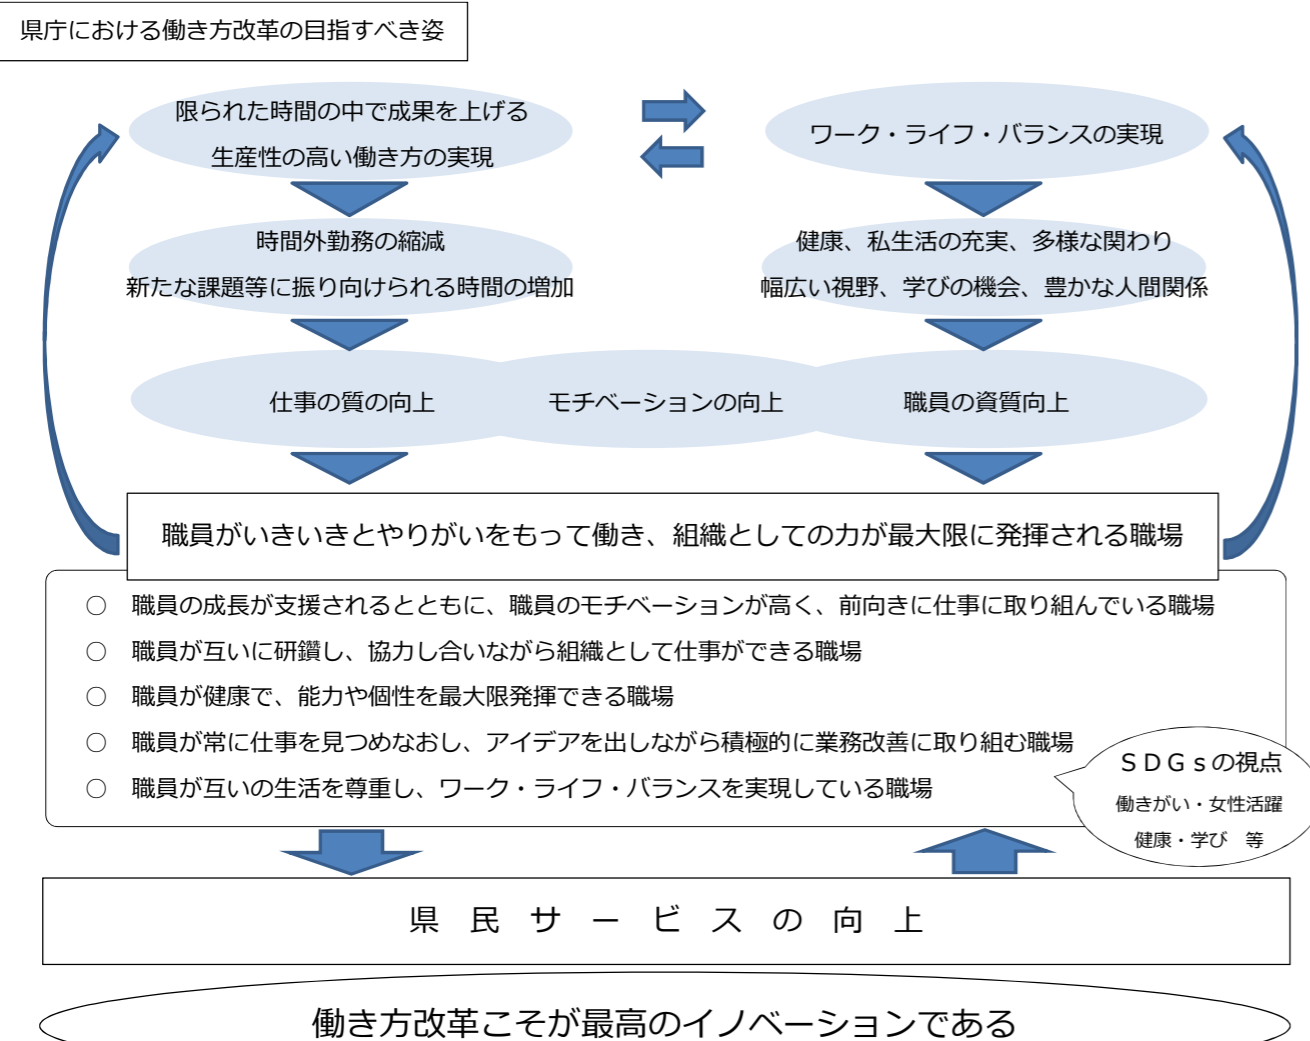 県庁における働き方改革の目指すべき姿
限られた時間の中で成果を上げる
生産性の高い働き方の実現
ワーク・ライフ・バランスの実現
時間外勤務の縮減
新たな課題等に振り向けられる時間の増加
健康、私生活の充実、多様な関わり
幅広い視野、学びの機会、豊かな人間関係
仕事の質の向上
モチベーションの向上
職員の資質向上
職員がいきいきとやりがいをもって働き、組織としての力が最大限に発揮される職場
○ 職員の成長が支援されるとともに、職員のモチベーションが高く、前向きに仕事に取り組んでいる職場
○ 職員が互いに研鑽し、協力し合いながら組織として仕事ができる職場
○ 職員が健康で、能力や個性を最大限発揮できる職場
○ 職員が常に仕事を見つめなおし、アイデアを出しながら積極的に業務改善に取り組む職場
○ 職員が互いの生活を尊重し、ワーク・ライフ・バランスを実現している職場
ＳＤＧｓの視点
働きがい・女性活躍
健康・学び　等
県民サービスの向上
働き方改革こそが最高のイノベーションである